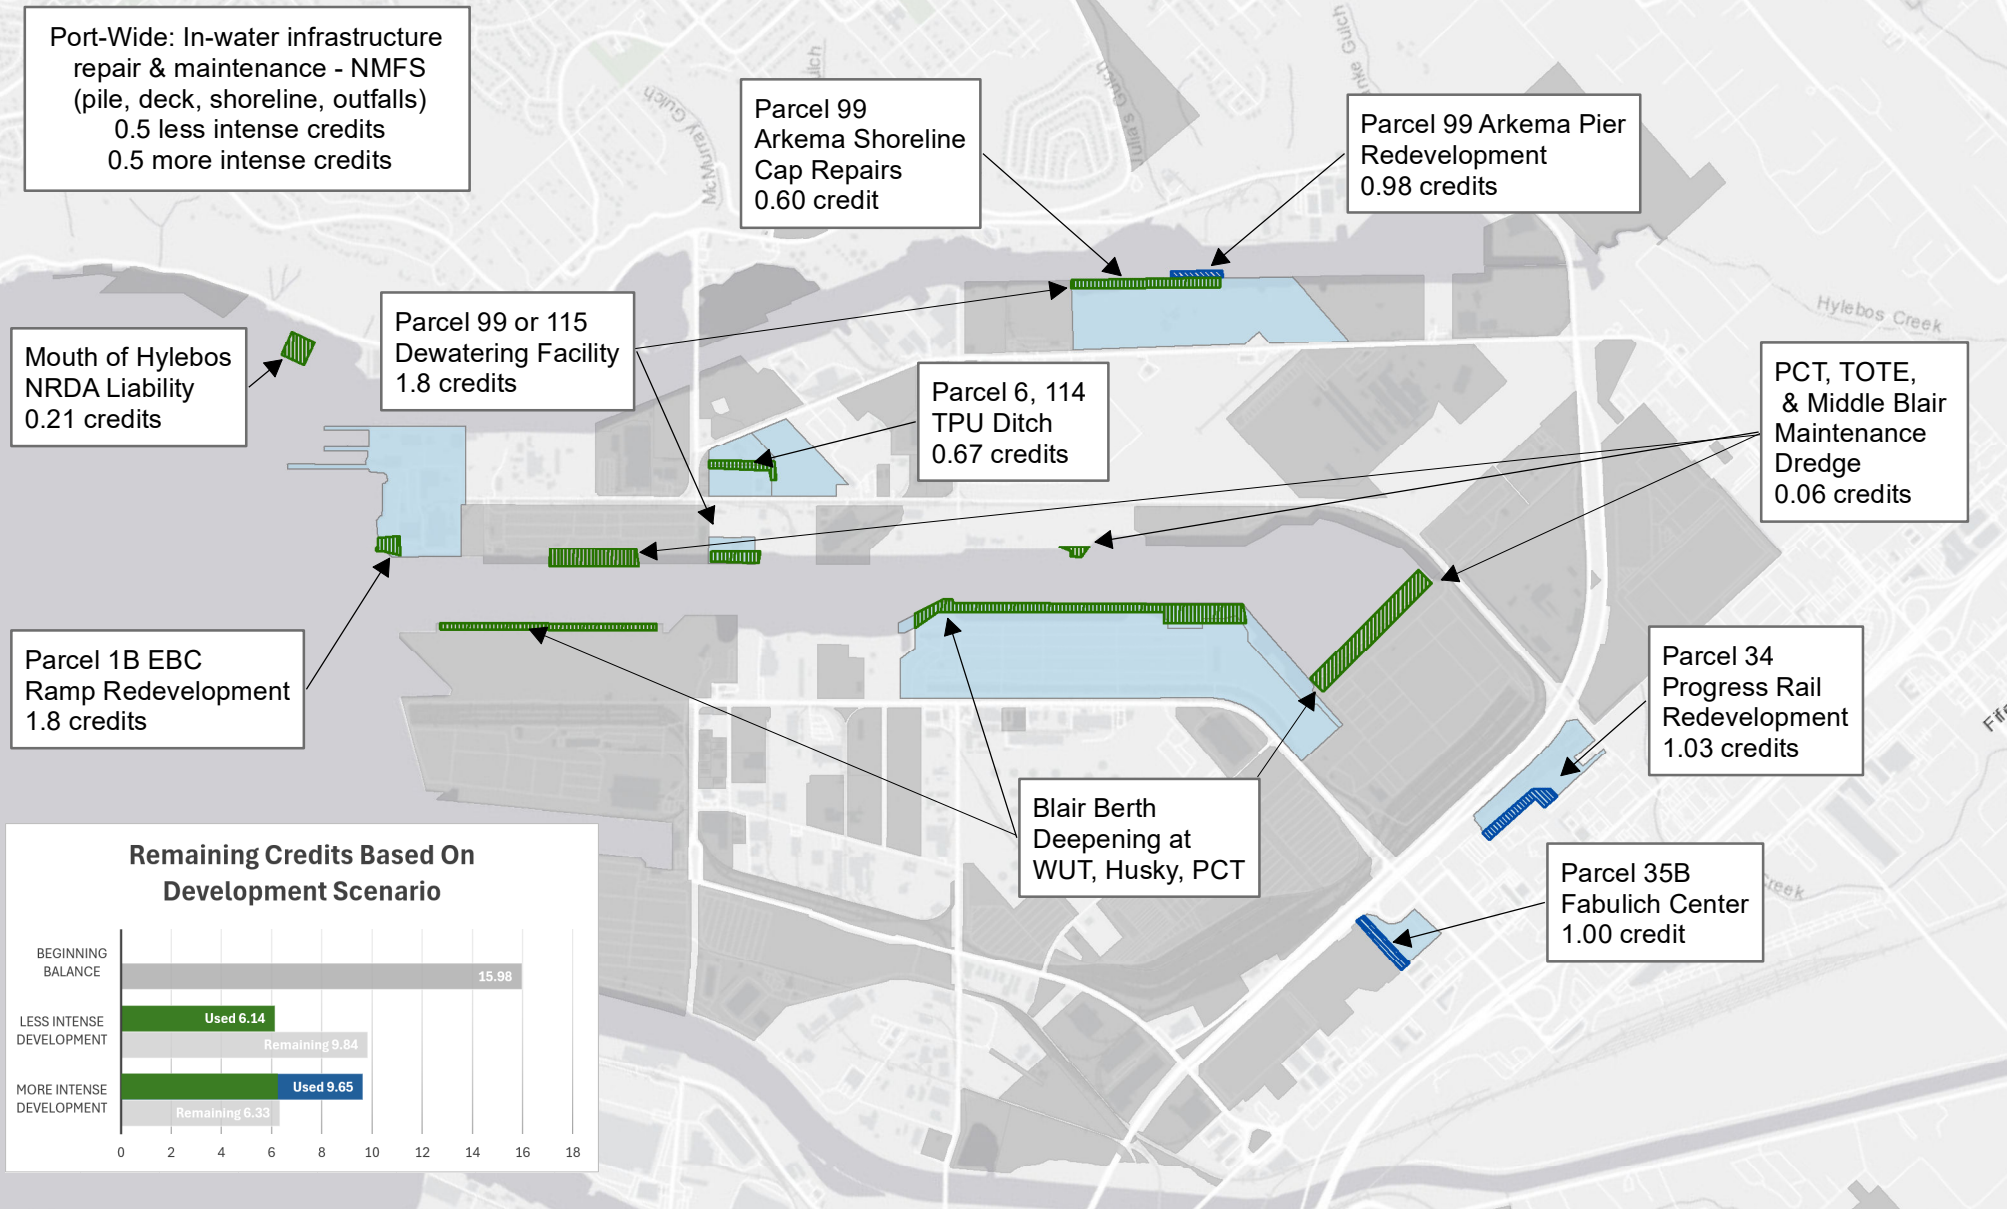 Port-Wide: In-water infrastructure
repair & maintenance - NMFS
(pile, deck, shoreline, outfalls)
0.5 less intense credits
0.5 more intense credits
McMurray Gulch
Julia's Gulch
Parcel 99
Arkema Shoreline
Cap Repairs
0.60 credit
Parcel 99 Arkema Pier
Redevelopment
0.98 credits
Hylebos Creek
Mouth of Hylebos
NRDA Liability
0.21 credits
Parcel 99 or 115
Dewatering Facility
1.8 credits
Parcel 6, 114
TPU Ditch
0.67 credits
PCT, TOTE,
& Middle Blair
Maintenance
Dredge
0.06 credits
Parcel 1B EBC
Ramp Redevelopment
1.8 credits
Parcel 34
Progress Rail
Redevelopment
1.03 credits
Blair Berth
Deepening at
WUT, Husky, PCT
Parcel 35B
Fabulich Center
1.00 credit
Creek
Remaining Credits Based On
Development Scenario
BEGINNING
BALANCE
15.98
LESS INTENSE
DEVELOPMENT
Used 6.14
Remaining 9.84
MORE INTENSE
DEVELOPMENT
Used 9.65
Remaining 6.33
0 2 4 6 8 10 12 14 16 18